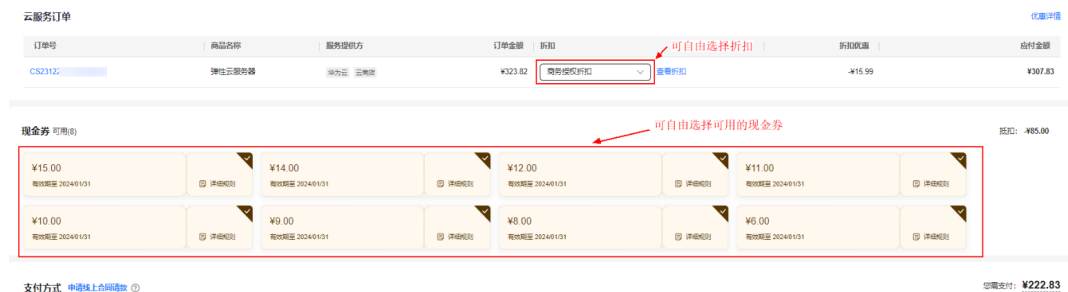 云服务订单 优惠详情
订单号 商品名称 服务提供方 订单金额 折扣 可自由选择折扣 折扣优惠 应付金额
CS23122 弹性云服务器 华为云 云商店 ¥323.82 商务授权折扣 查看折扣 -¥15.99 ¥307.83
可自由选择可用的现金券
现金券 可用(8) 抵扣: -¥85.00
¥15.00 ¥14.00 ¥12.00 ¥11.00
有效期至 2024/01/31 详细规则 有效期至 2024/01/31 详细规则 有效期至 2024/01/31 详细规则 有效期至 2024/01/31 详细规则
¥10.00 ¥9.00 ¥8.00 ¥6.00
有效期至 2024/01/31 详细规则 有效期至 2024/01/31 详细规则 有效期至 2024/01/31 详细规则 有效期至 2024/01/31 详细规则
支付方式 申请线上合同请款 您需支付: ¥222.83